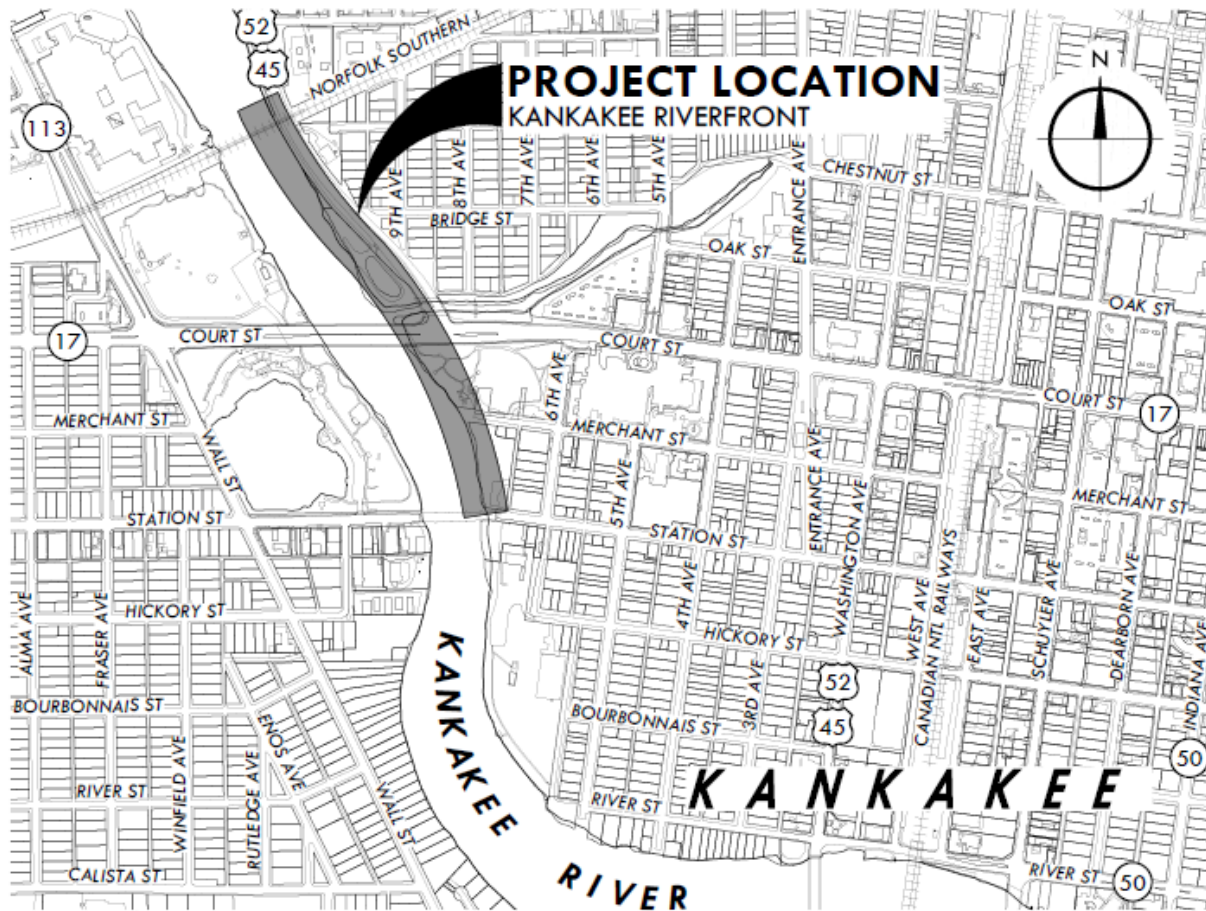 52
45
NORFOLK SOUTHERN
PROJECT LOCATION
KANKAKEE RIVERFRONT
N
113
9TH AVE
8TH AVE
7TH AVE
6TH AVE
5TH AVE
ENTRANCE AVE
CHESTNUT ST
BRIDGE ST
OAK ST
OAK ST
17
COURT ST
COURT ST
COURT ST
17
MERCHANT ST
WALL ST
6TH AVE
MERCHANT ST
5TH AVE
ENTRANCE AVE
WASHINGTON AVE
MERCHANT ST
STATION ST
STATION ST
4TH AVE
WEST AVE
CANADIAN NTL RAILWAYS
EAST AVE
SCHUYLER AVE
DEARBORN AVE
INDIANA AVE
ALMA AVE
FRASER AVE
HICKORY ST
HICKORY ST
52
45
3RD AVE
BOURBONNAIS ST
ENOS AVE
BOURBONNAIS ST
50
WINFIELD AVE
RUTLEDGE AVE
RIVER ST
WALL ST
KANKAKEE
RIVER
RIVER ST
KANKAKEE
CALISTA ST
RIVER ST
50